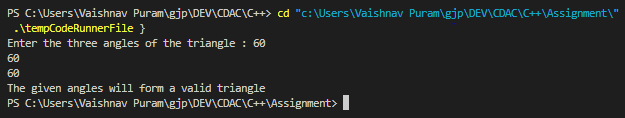 PS C:\Users\Vaishnav Puram\gjp\DEV\CDAC\C++> cd "c:\Users\Vaishnav Puram\gjp\DEV\CDAC\C++\Assignment\"
 .\tempCodeRunnerFile }
Enter the three angles of the triangle : 60
60
60
The given angles will form a valid triangle
PS C:\Users\Vaishnav Puram\gjp\DEV\CDAC\C++\Assignment>